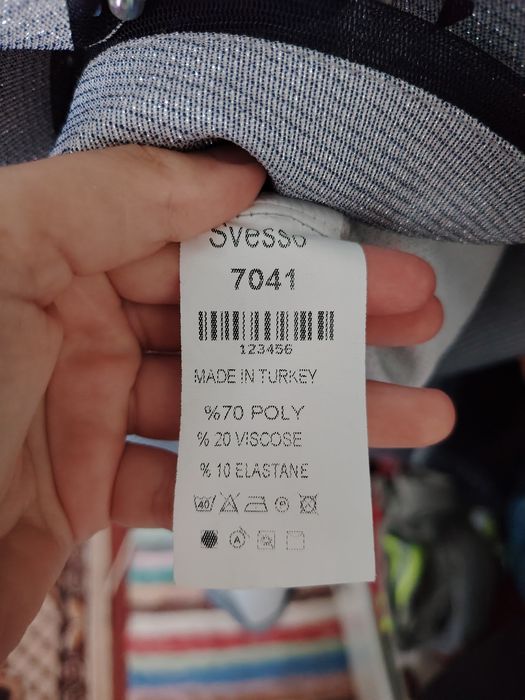 Svesso
7041
123456
MADE IN TURKEY
%70 POLY
% 20 VISCOSE
% 10 ELASTANE
40
P
A